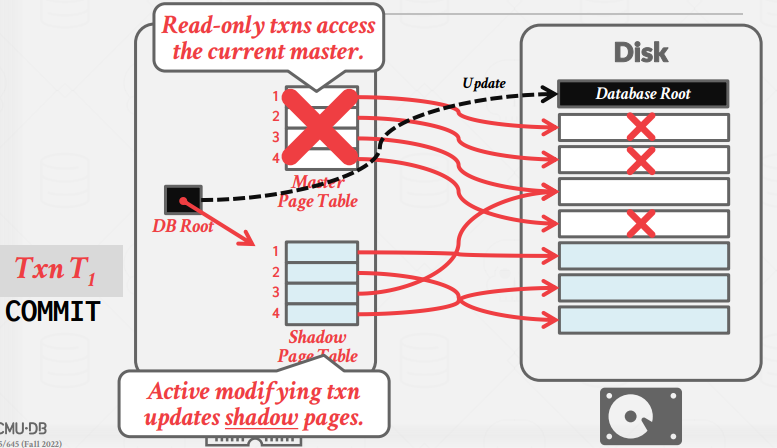 Read-only txns access
the current master.
Disk
Update
Database Root
1
2
3
4
Master
Page Table
DB Root
1
2
3
4
Txn T1
COMMIT
Shadow
Page Table
Active modifying txn
updates shadow pages.
CMU·DB
5/645 (Fall 2022)